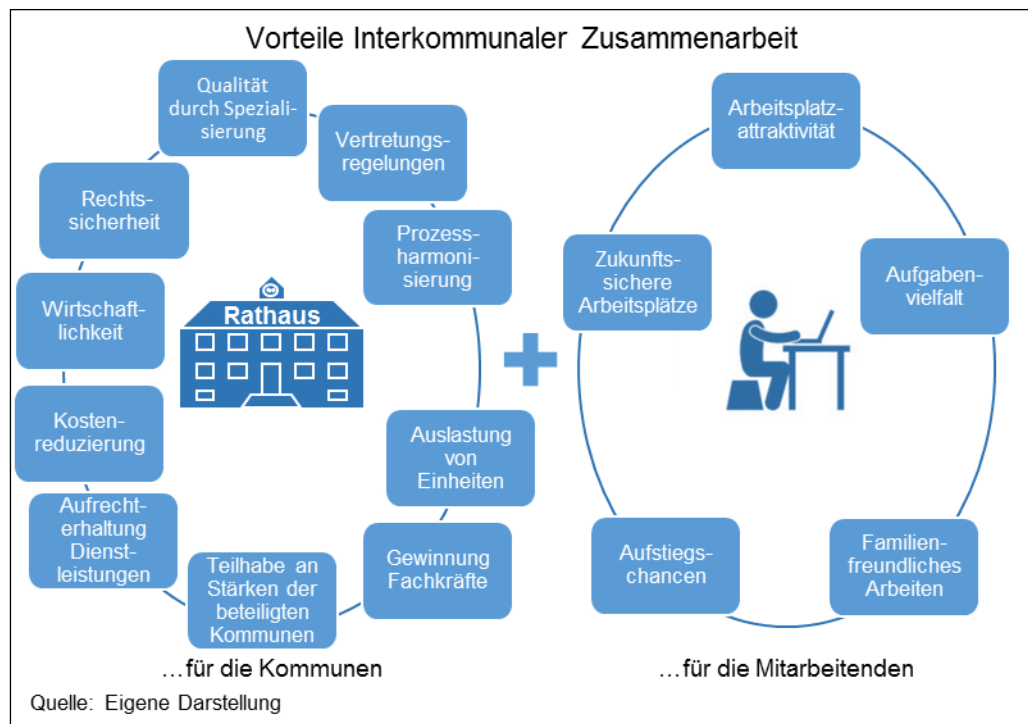 Vorteile Interkommunaler Zusammenarbeit
Qualität
durch Speziali-
sierung
Vertretungs-
regelungen
Prozess-
harmoni-
sierung
Auslastung
von
Einheiten
Gewinnung
Fachkräfte
Teilhabe an
Stärken der
beteiligten
Kommunen
Aufrecht-
erhaltung
Dienst-
leistungen
Kosten-
reduzierung
Wirtschaft-
lichkeit
Rechts-
sicherheit
Rathaus
...für die Kommunen
Arbeitsplatz-
attraktivität
Aufgaben-
vielfalt
Familien-
freundliches
Arbeiten
Aufstiegs-
chancen
Zukunfts-
sichere
Arbeitsplätze
...für die Mitarbeitenden
Quelle: Eigene Darstellung